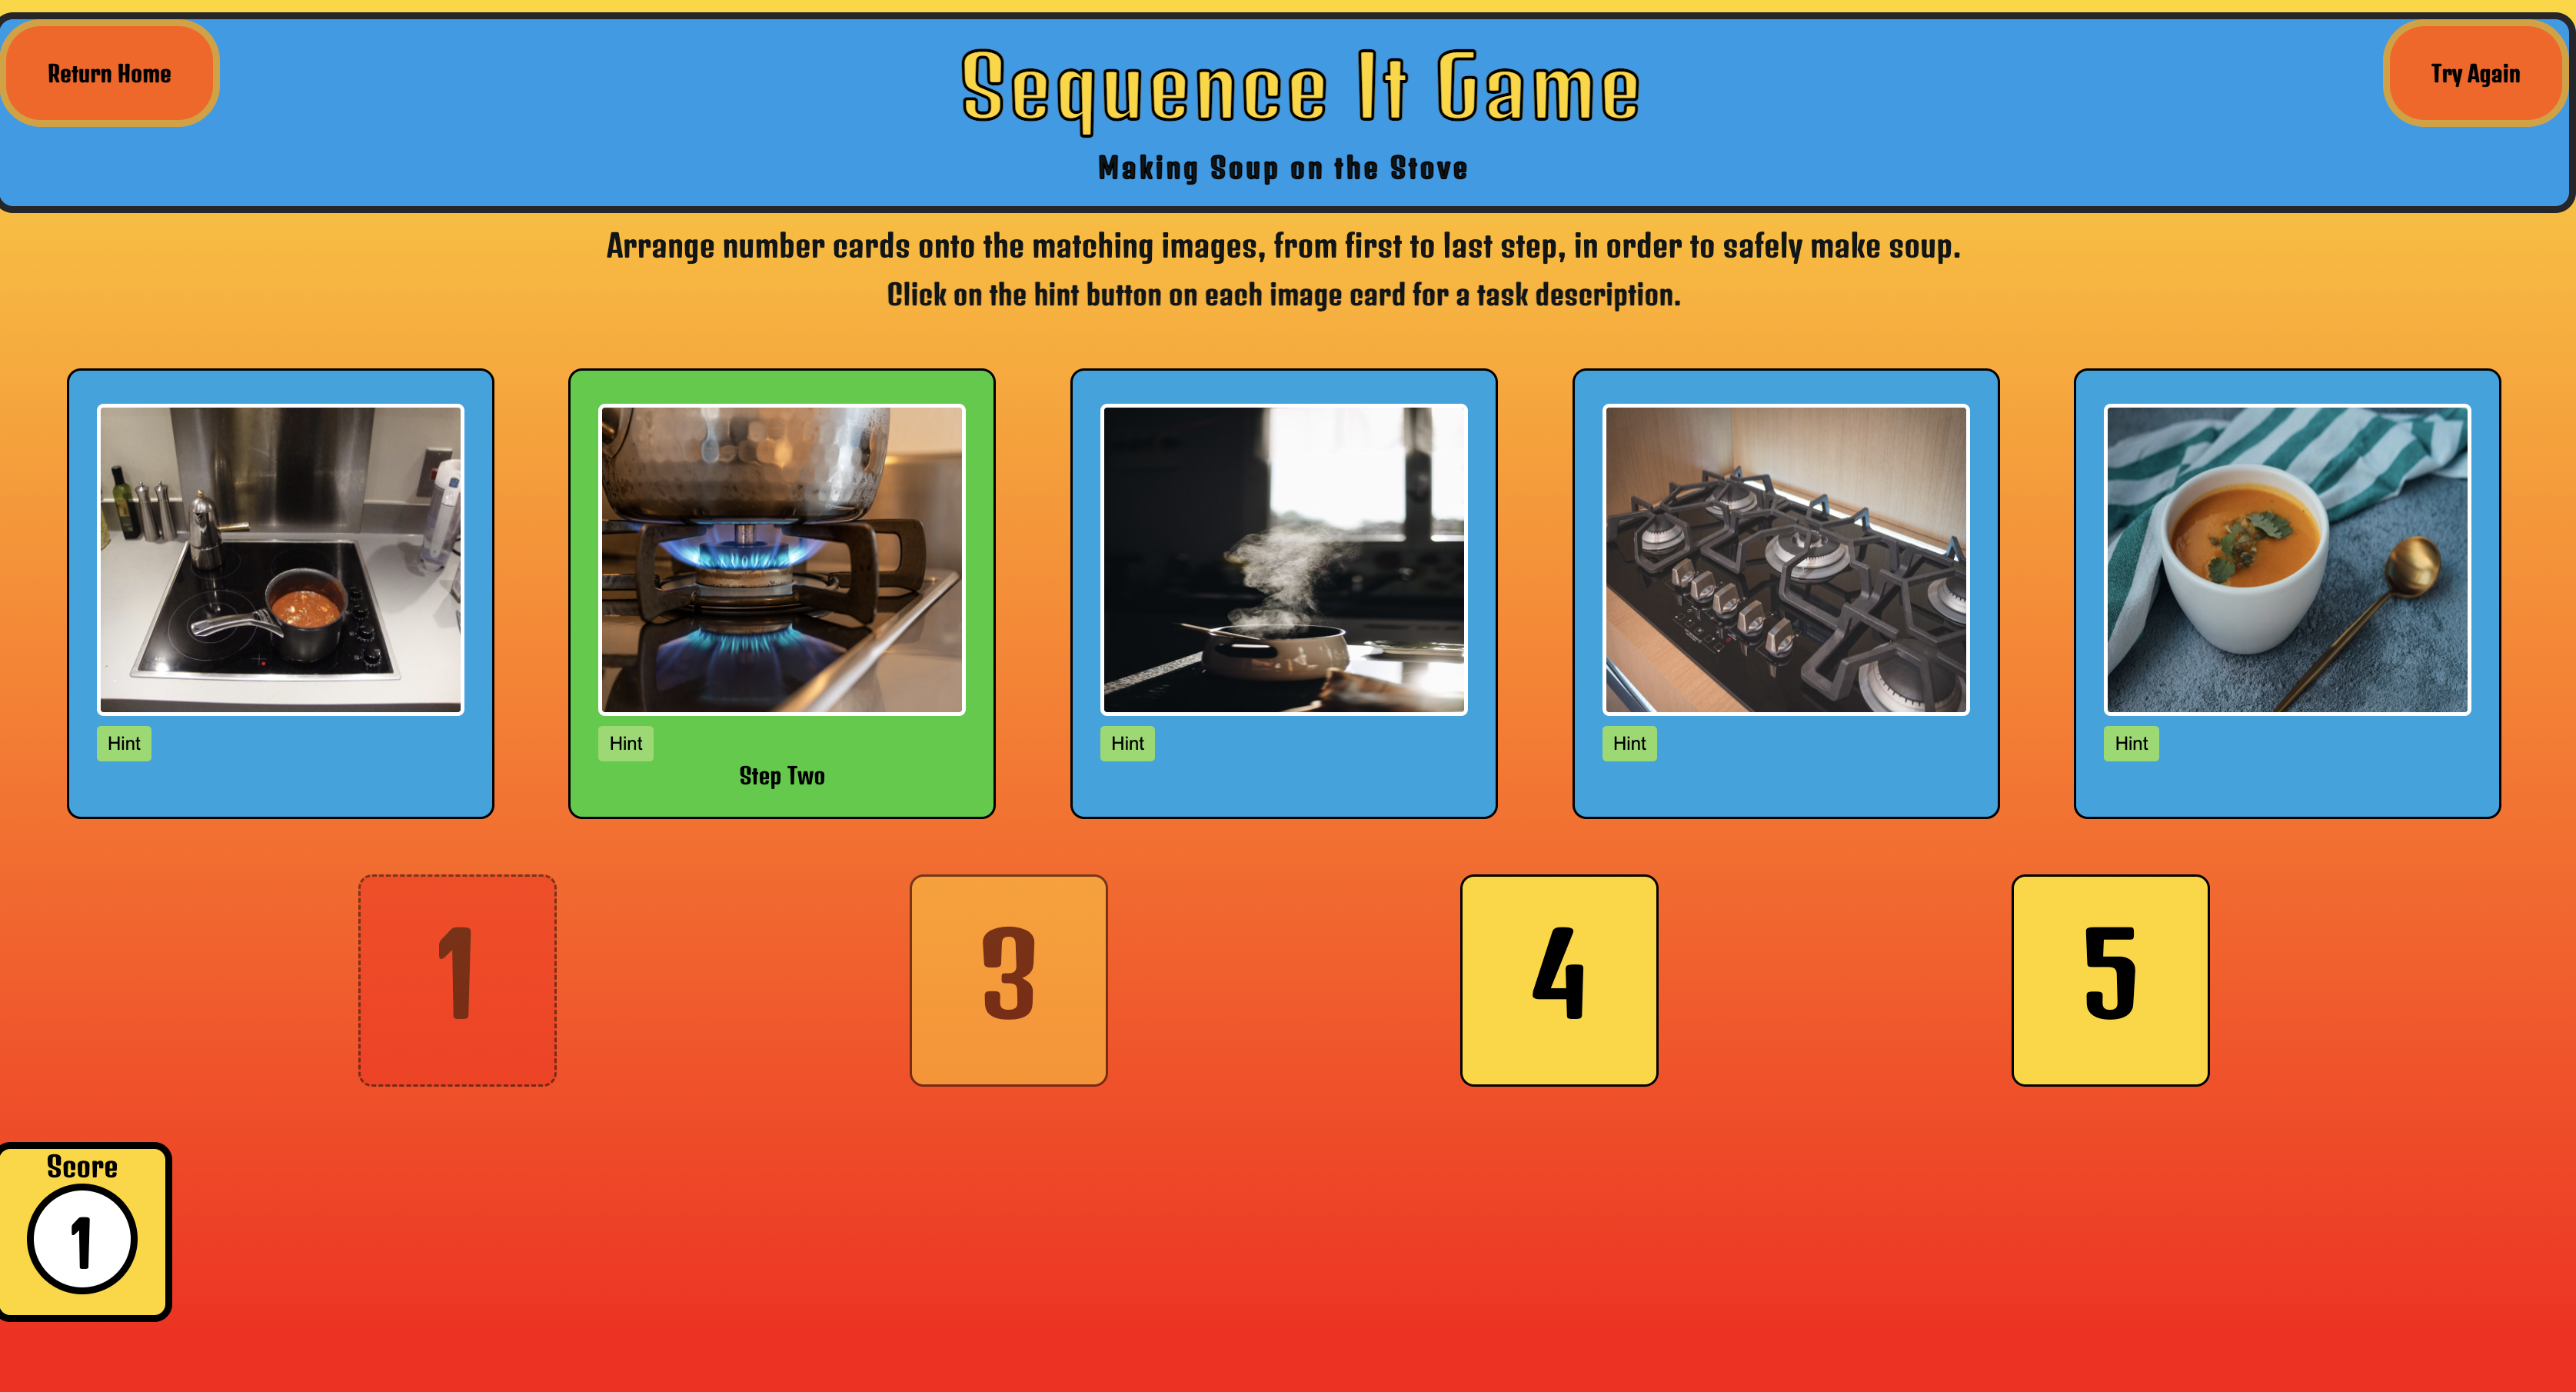 Return Home
Sequence It Game
Try Again
Making Soup on the Stove
Arrange number cards onto the matching images, from first to last step, in order to safely make soup.
Click on the hint button on each image card for a task description.
Hint
Hint
Hint
Hint
Hint
Step Two
1
3
4
5
Score
1